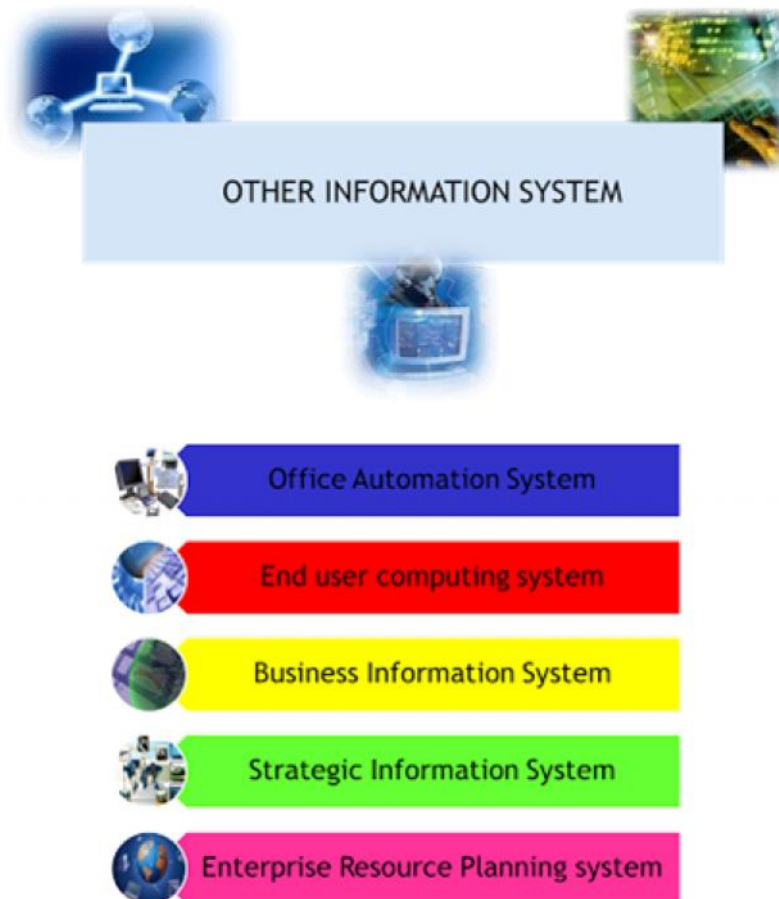 OTHER INFORMATION SYSTEM
Office Automation System
End user computing system
Business Information System
Strategic Information System
Enterprise Resource Planning system